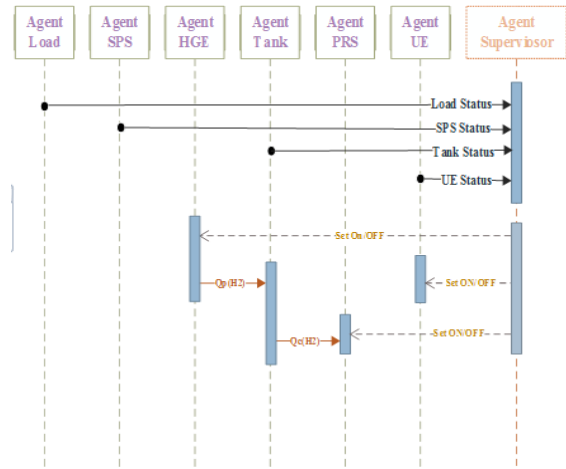 Agent Load
Agent SPS
Agent HGE
Agent Tank
Agent PRS
Agent UE
Agent Superviosor
Load Status
SPS Status
Tank Status
UE Status
Set On/OFF
Qp(H2)
Set ON/OFF
Set ON/OFF
Qc(H2)